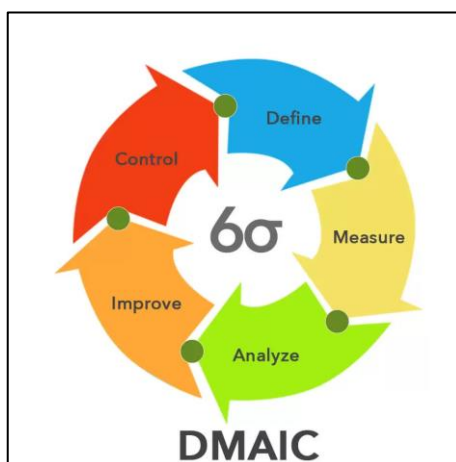 Define
Control
6σ
Measure
Improve
Analyze
DMAIC